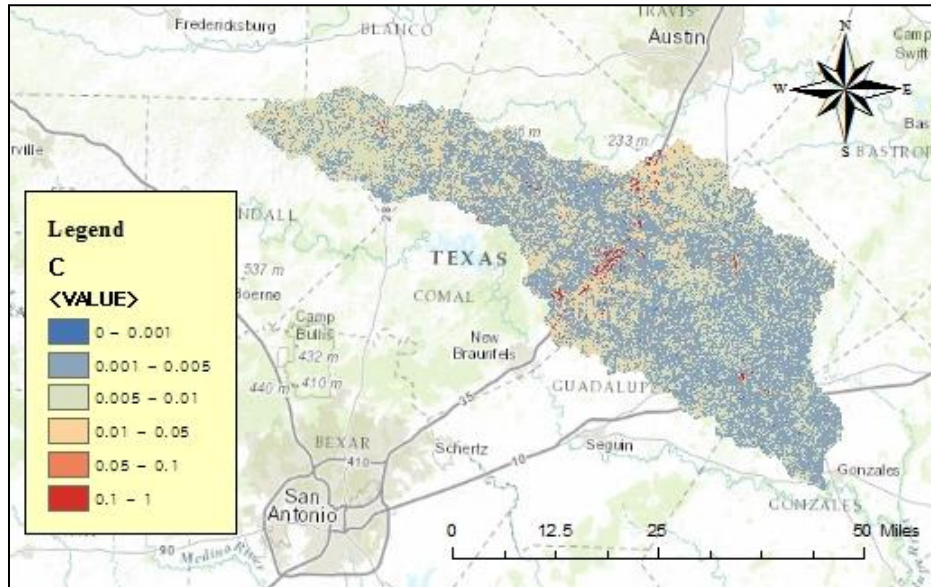 TRAVIS
Fredericksburg
BLANCO
Austin
N
Camp
Swift
W
E
S
Bas
BASTROP
rville
m
233 m
NDALL
28
TEXAS
COMAL
537 m
Boerne
Camp
Bullis
432 m
440 m
410 m
New
Braunfels
GUADALUP
35
BEXAR
410
Schertz
10
Seguin
Gonzales
GONZALES
San
Antonio
90
Medina River
Legend
C
<VALUE>
0 – 0.001
0.001 – 0.005
0.005 – 0.01
0.01 – 0.05
0.05 – 0.1
0.1 – 1
0
12.5
25
50 Miles